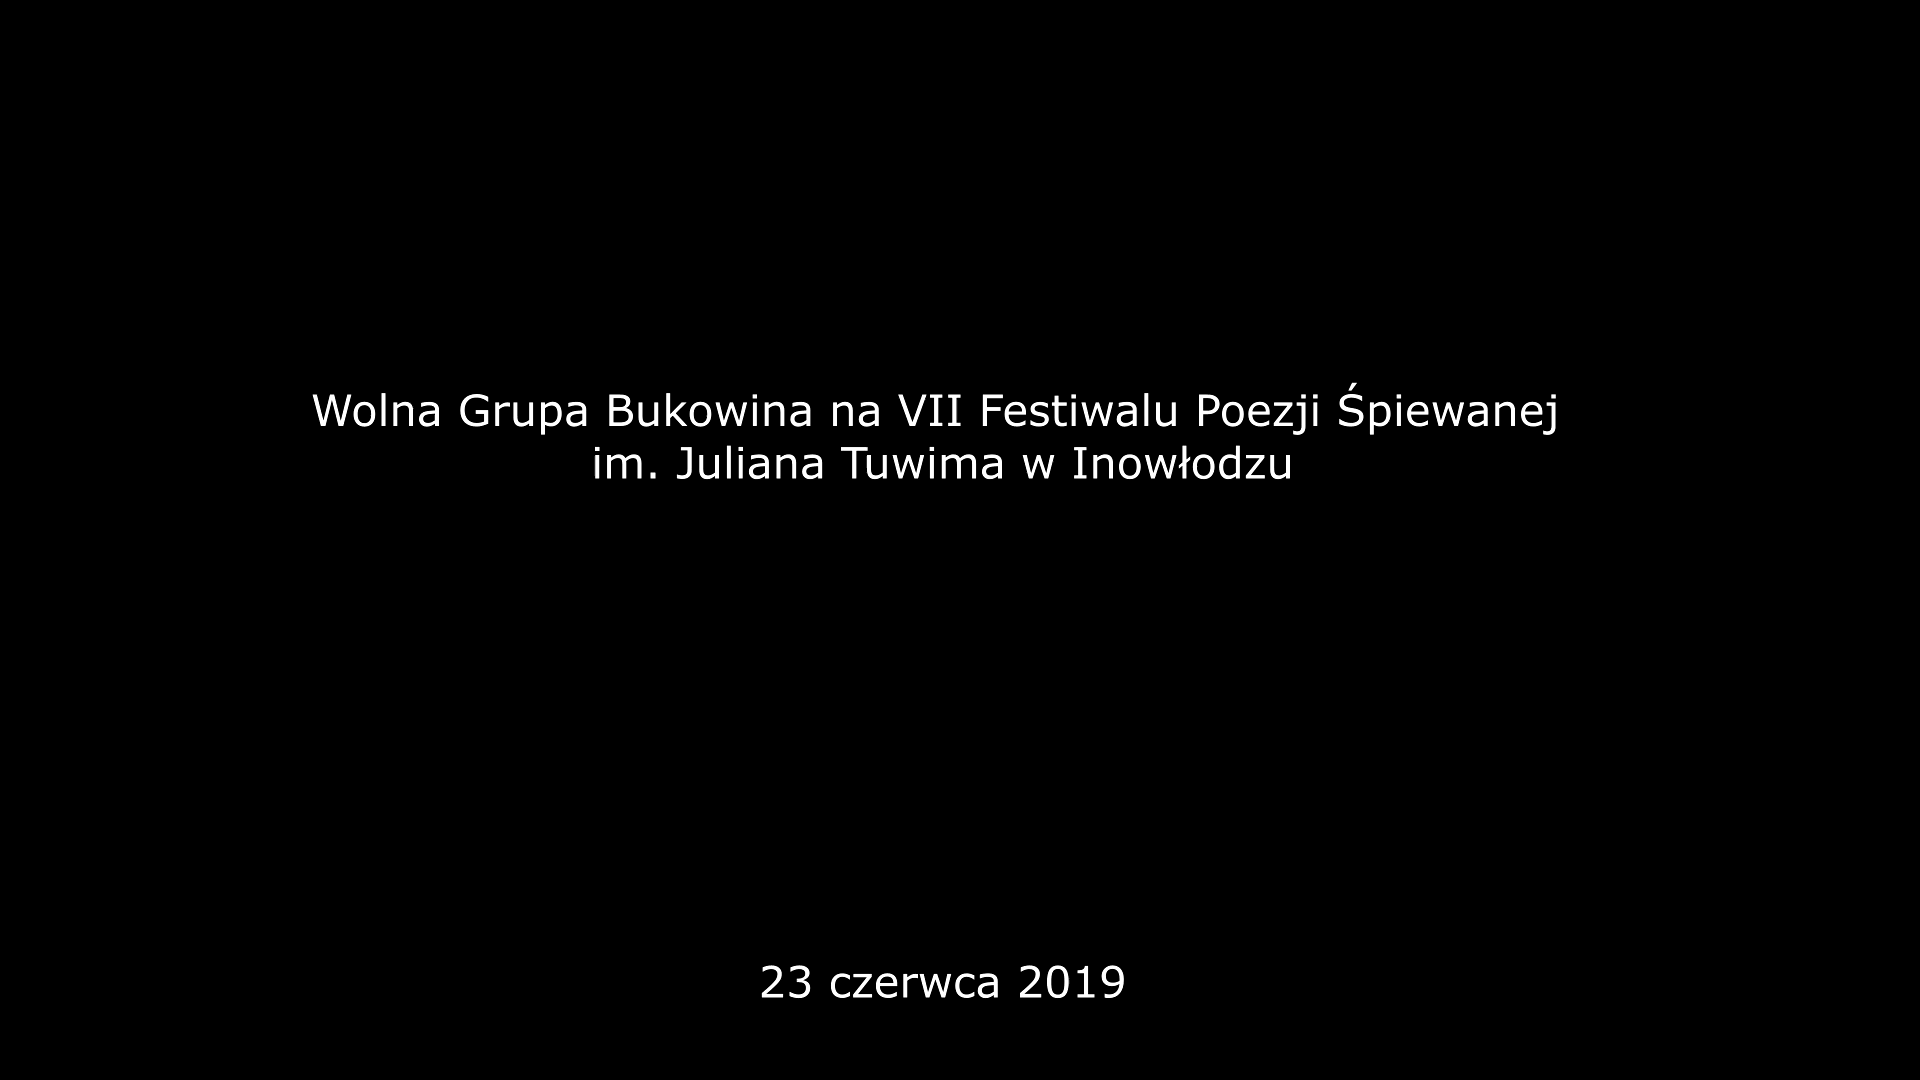 Wolna Grupa Bukowina na VII Festiwalu Poezji Śpiewanej
im. Juliana Tuwima w Inowłodzu
23 czerwca 2019